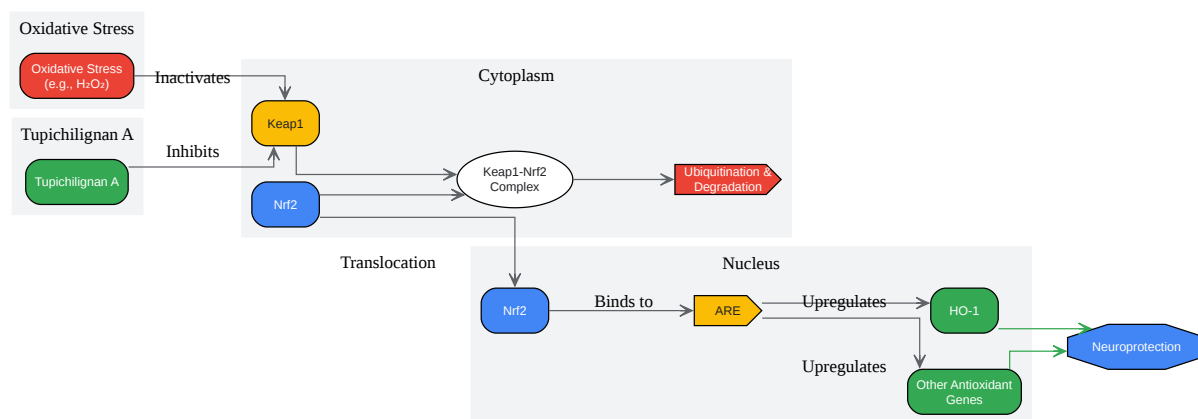 Oxidative Stress
Oxidative Stress
(e.g., H₂O₂)
Inactivates
Cytoplasm
Keap1
Tupichilignan A
Tupichilignan A
Inhibits
Nrf2
Keap1-Nrf2
Complex
Ubiquitination &
Degradation
Translocation
Nucleus
Nrf2
Binds to
ARE
Upregulates
HO-1
Upregulates
Other Antioxidant
Genes
Neuroprotection